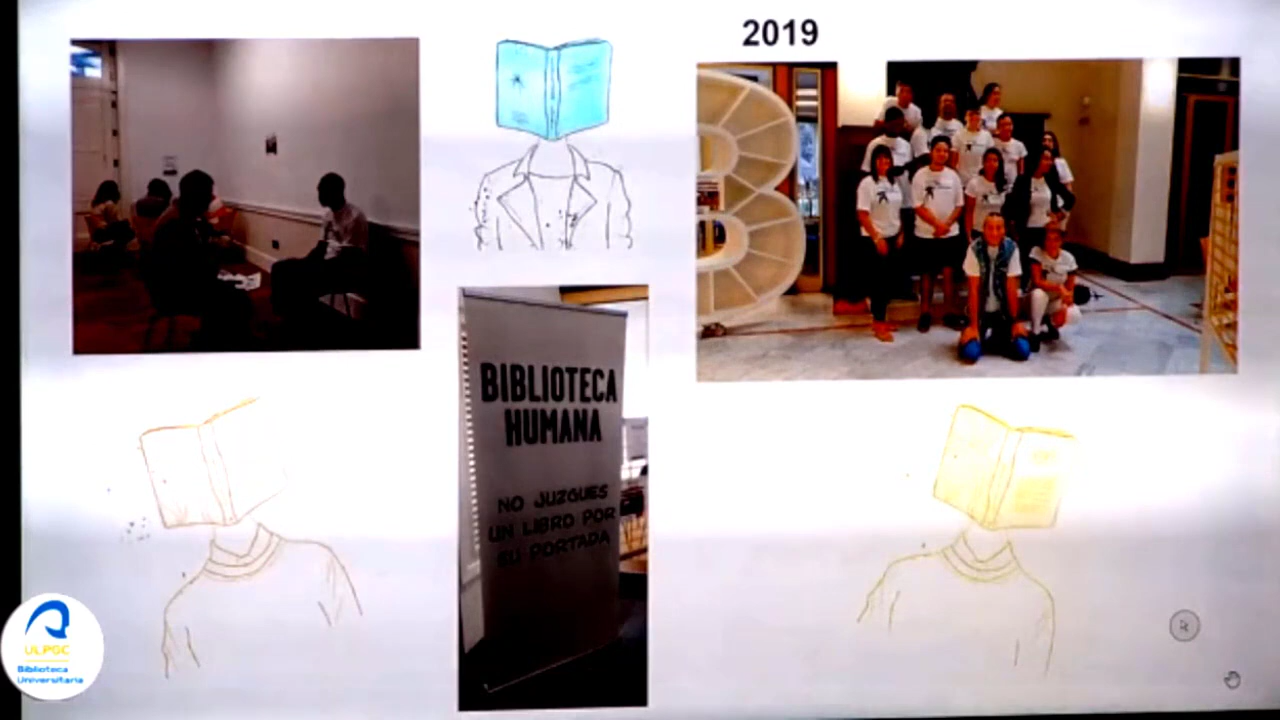 2019
BIBLIOTECA
HUMANA
NO JUZGUES
UN LIBRO POR
SU PORTADA
ULPGC
Biblioteca
Universitaria